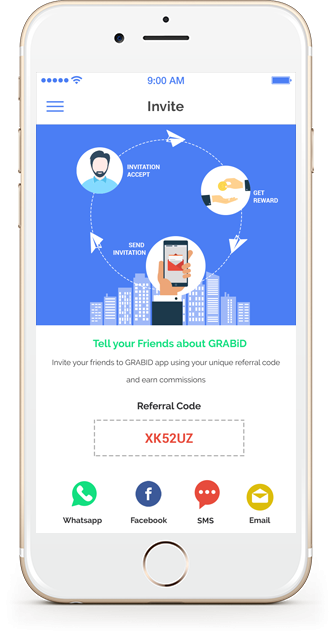 9:00 AM
Invite
INVITATION
ACCEPT
GET
REWARD
SEND
INVITATION
Tell your Friends about GRABiD
Invite your friends to GRABID app using your unique referral code
and earn commissions
Referral Code
XK52UZ
Whatsapp Facebook SMS Email